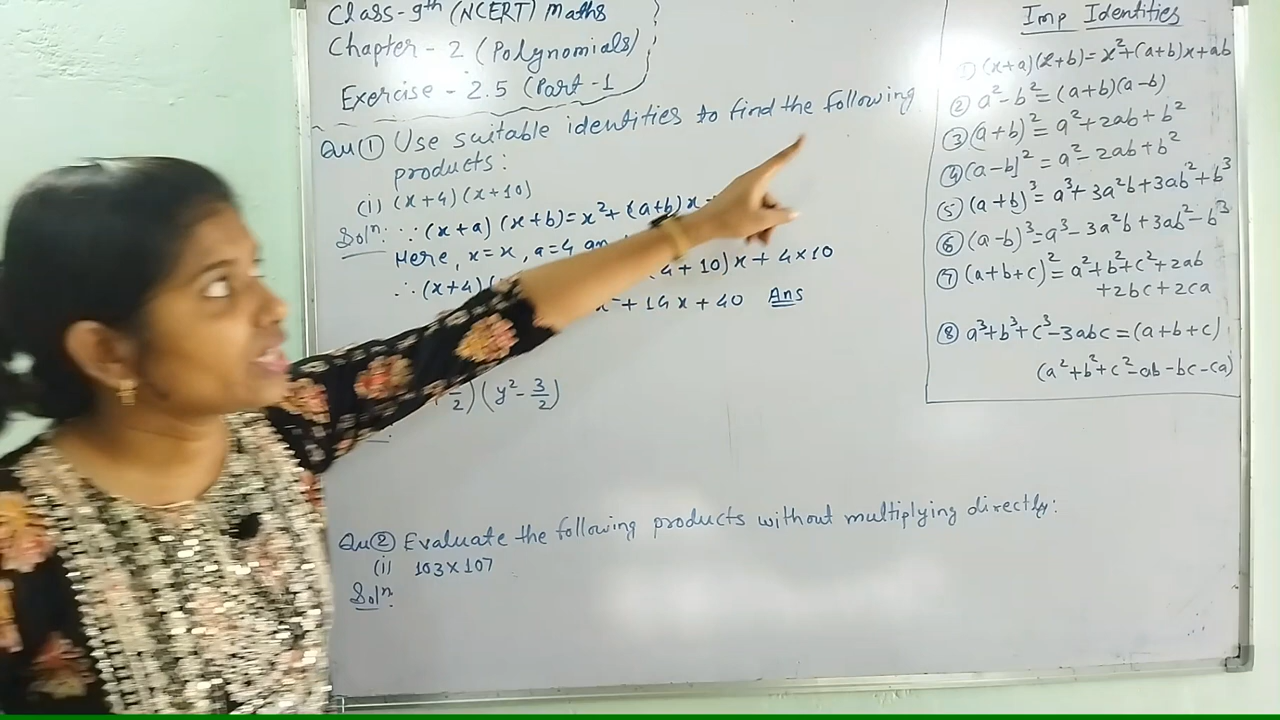 Class-9th (NCERT) Maths
Chapter - 2 (Polynomials)
Exercise - 2.5 (Part-1
Qu① Use suitable identities to find the following
products:
(i) (x+4)(x+10)
Solⁿ: ∵ (x+a)(x+b)=x²+(a+b)x
Here, x=x, a=4
∴ (x+4) 4+10)x+4×10
+14x+40 Ans
2)(y²-3/2)
Qu② Evaluate the following products without multiplying directly:
(i) 103×107
Solⁿ:
Imp Identities
① (x+a)(x+b)=x²+(a+b)x+ab
② a²-b²=(a+b)(a-b)
③ (a+b)²=a²+2ab+b²
④ (a-b]²=a²-2ab+b²
⑤ (a+b)³=a³+3a²b+3ab²+b³
⑥ (a-b)³=a³-3a²b+3ab²-b³
⑦ (a+b+c)²=a²+b²+c²+2ab
+2bc+2ca
⑧ a³+b³+c³-3abc=(a+b+c)
(a²+b²+c²-ab-bc-ca)